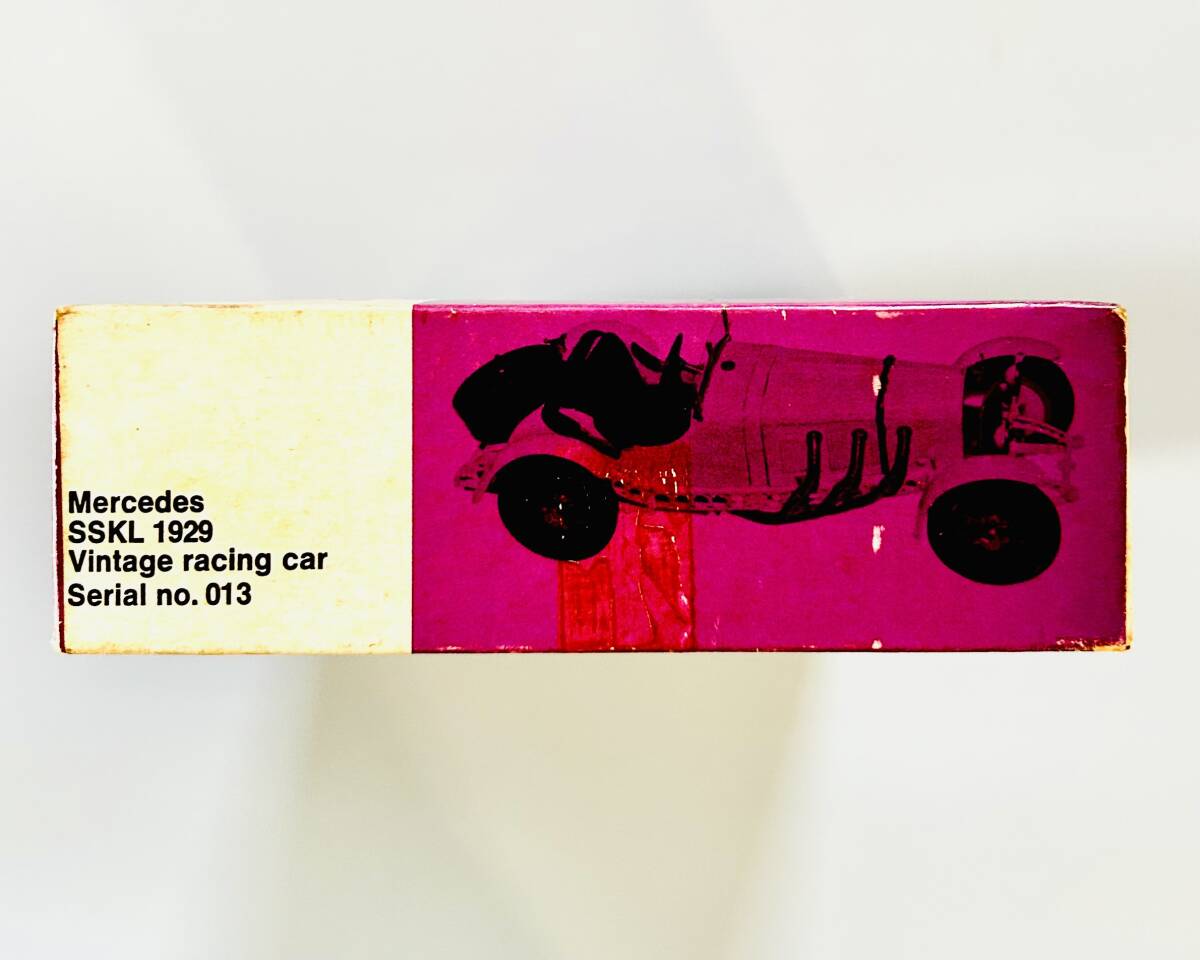 Mercedes
SSKL 1929
Vintage racing car
Serial no. 013